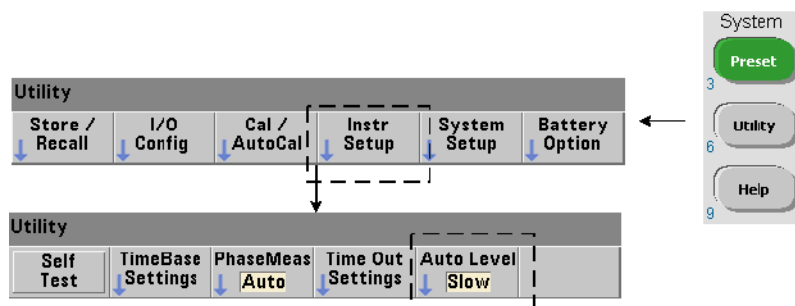 System
Preset
3
Utility
6
Help
9
Utility
Store / Recall
I/O Config
Cal / AutoCal
Instr Setup
System Setup
Battery Option
Utility
Self Test
TimeBase Settings
PhaseMeas Auto
Time Out Settings
Auto Level Slow